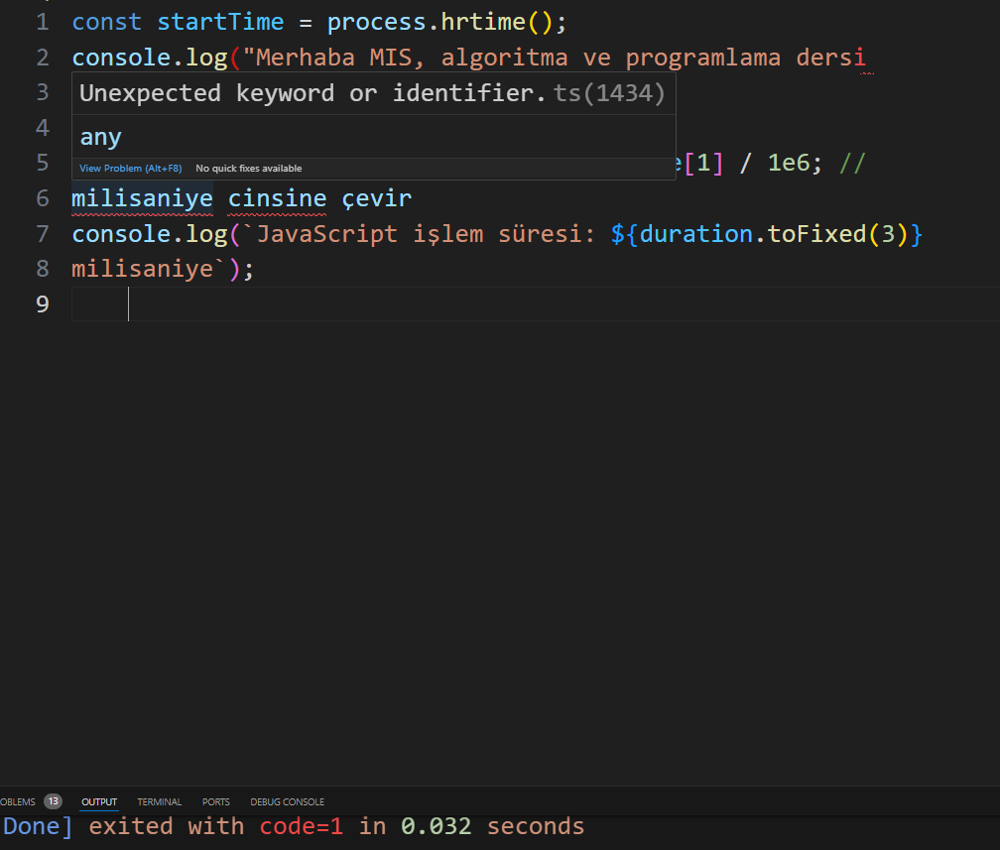 1 const startTime = process.hrtime();
2 console.log("Merhaba MIS, algoritma ve programlama dersi
3
Unexpected keyword or identifier. ts(1434)
4
any
5 [1] / 1e6; //
View Problem (Alt+F8) No quick fixes available
6 milisaniye cinsine çevir
7 console.log(`JavaScript işlem süresi: ${duration.toFixed(3)}
8 milisaniye`);
9
OBLEMS 13 OUTPUT TERMINAL PORTS DEBUG CONSOLE
Done] exited with code=1 in 0.032 seconds